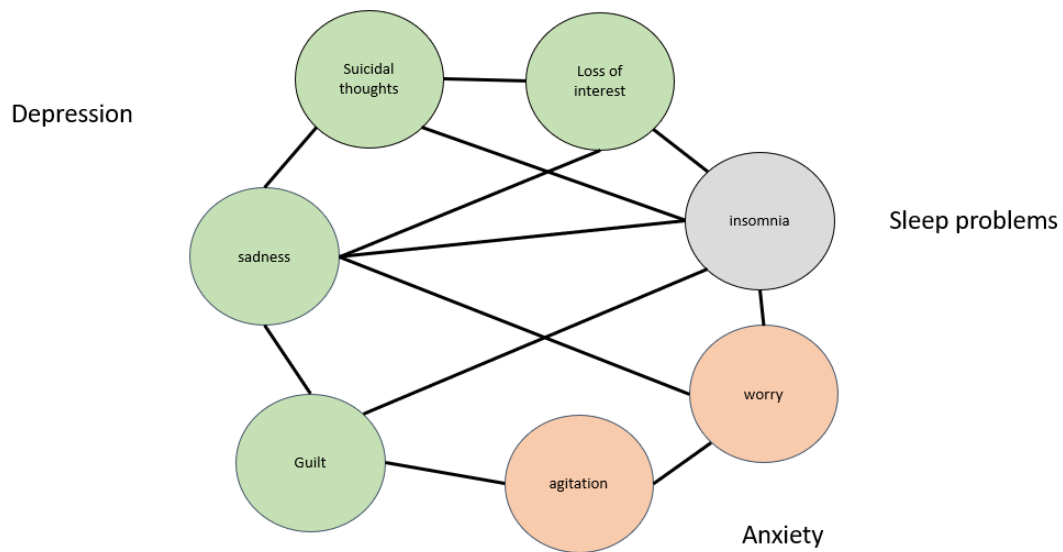 Suicidal
thoughts
Loss of
interest
Depression
insomnia
Sleep problems
sadness
worry
Guilt
agitation
Anxiety